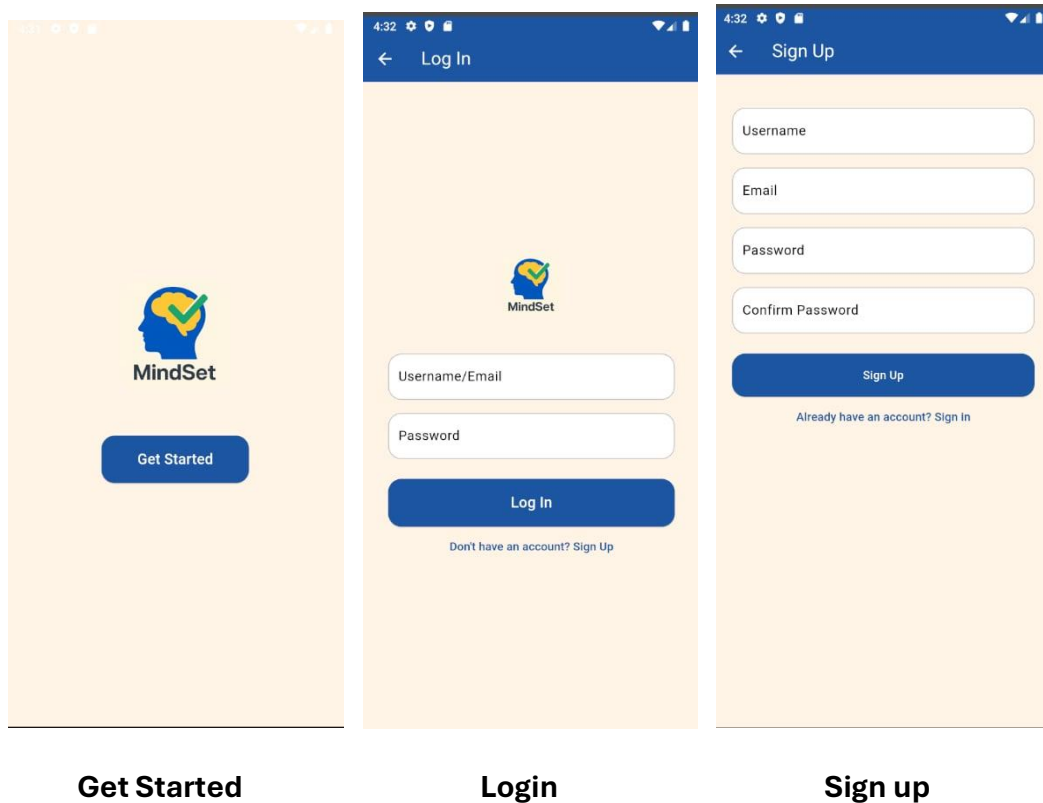 4:31
MindSet
Get Started
Get Started
4:32
Log In
MindSet
Username/Email
Password
Log In
Don't have an account? Sign Up
Login
4:32
Sign Up
Username
Email
Password
Confirm Password
Sign Up
Already have an account? Sign In
Sign up